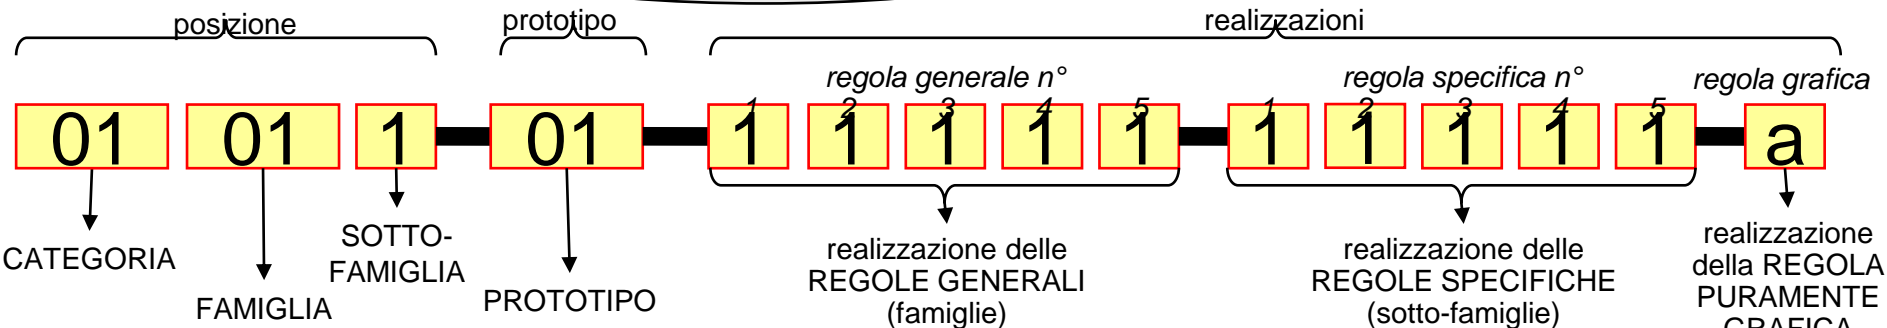 posizione prototipo realizzazioni
regola generale n° regola specifica n° regola grafica
1 2 3 4 5 1 2 3 4 5
01 01 1 01 1 1 1 1 1 1 1 1 1 1 a
CATEGORIA
FAMIGLIA
SOTTO-
FAMIGLIA
PROTOTIPO
realizzazione delle
REGOLE GENERALI
(famiglie)
realizzazione delle
REGOLE SPECIFICHE
(sotto-famiglie)
realizzazione
della REGOLA
PURAMENTE
GRAFICA